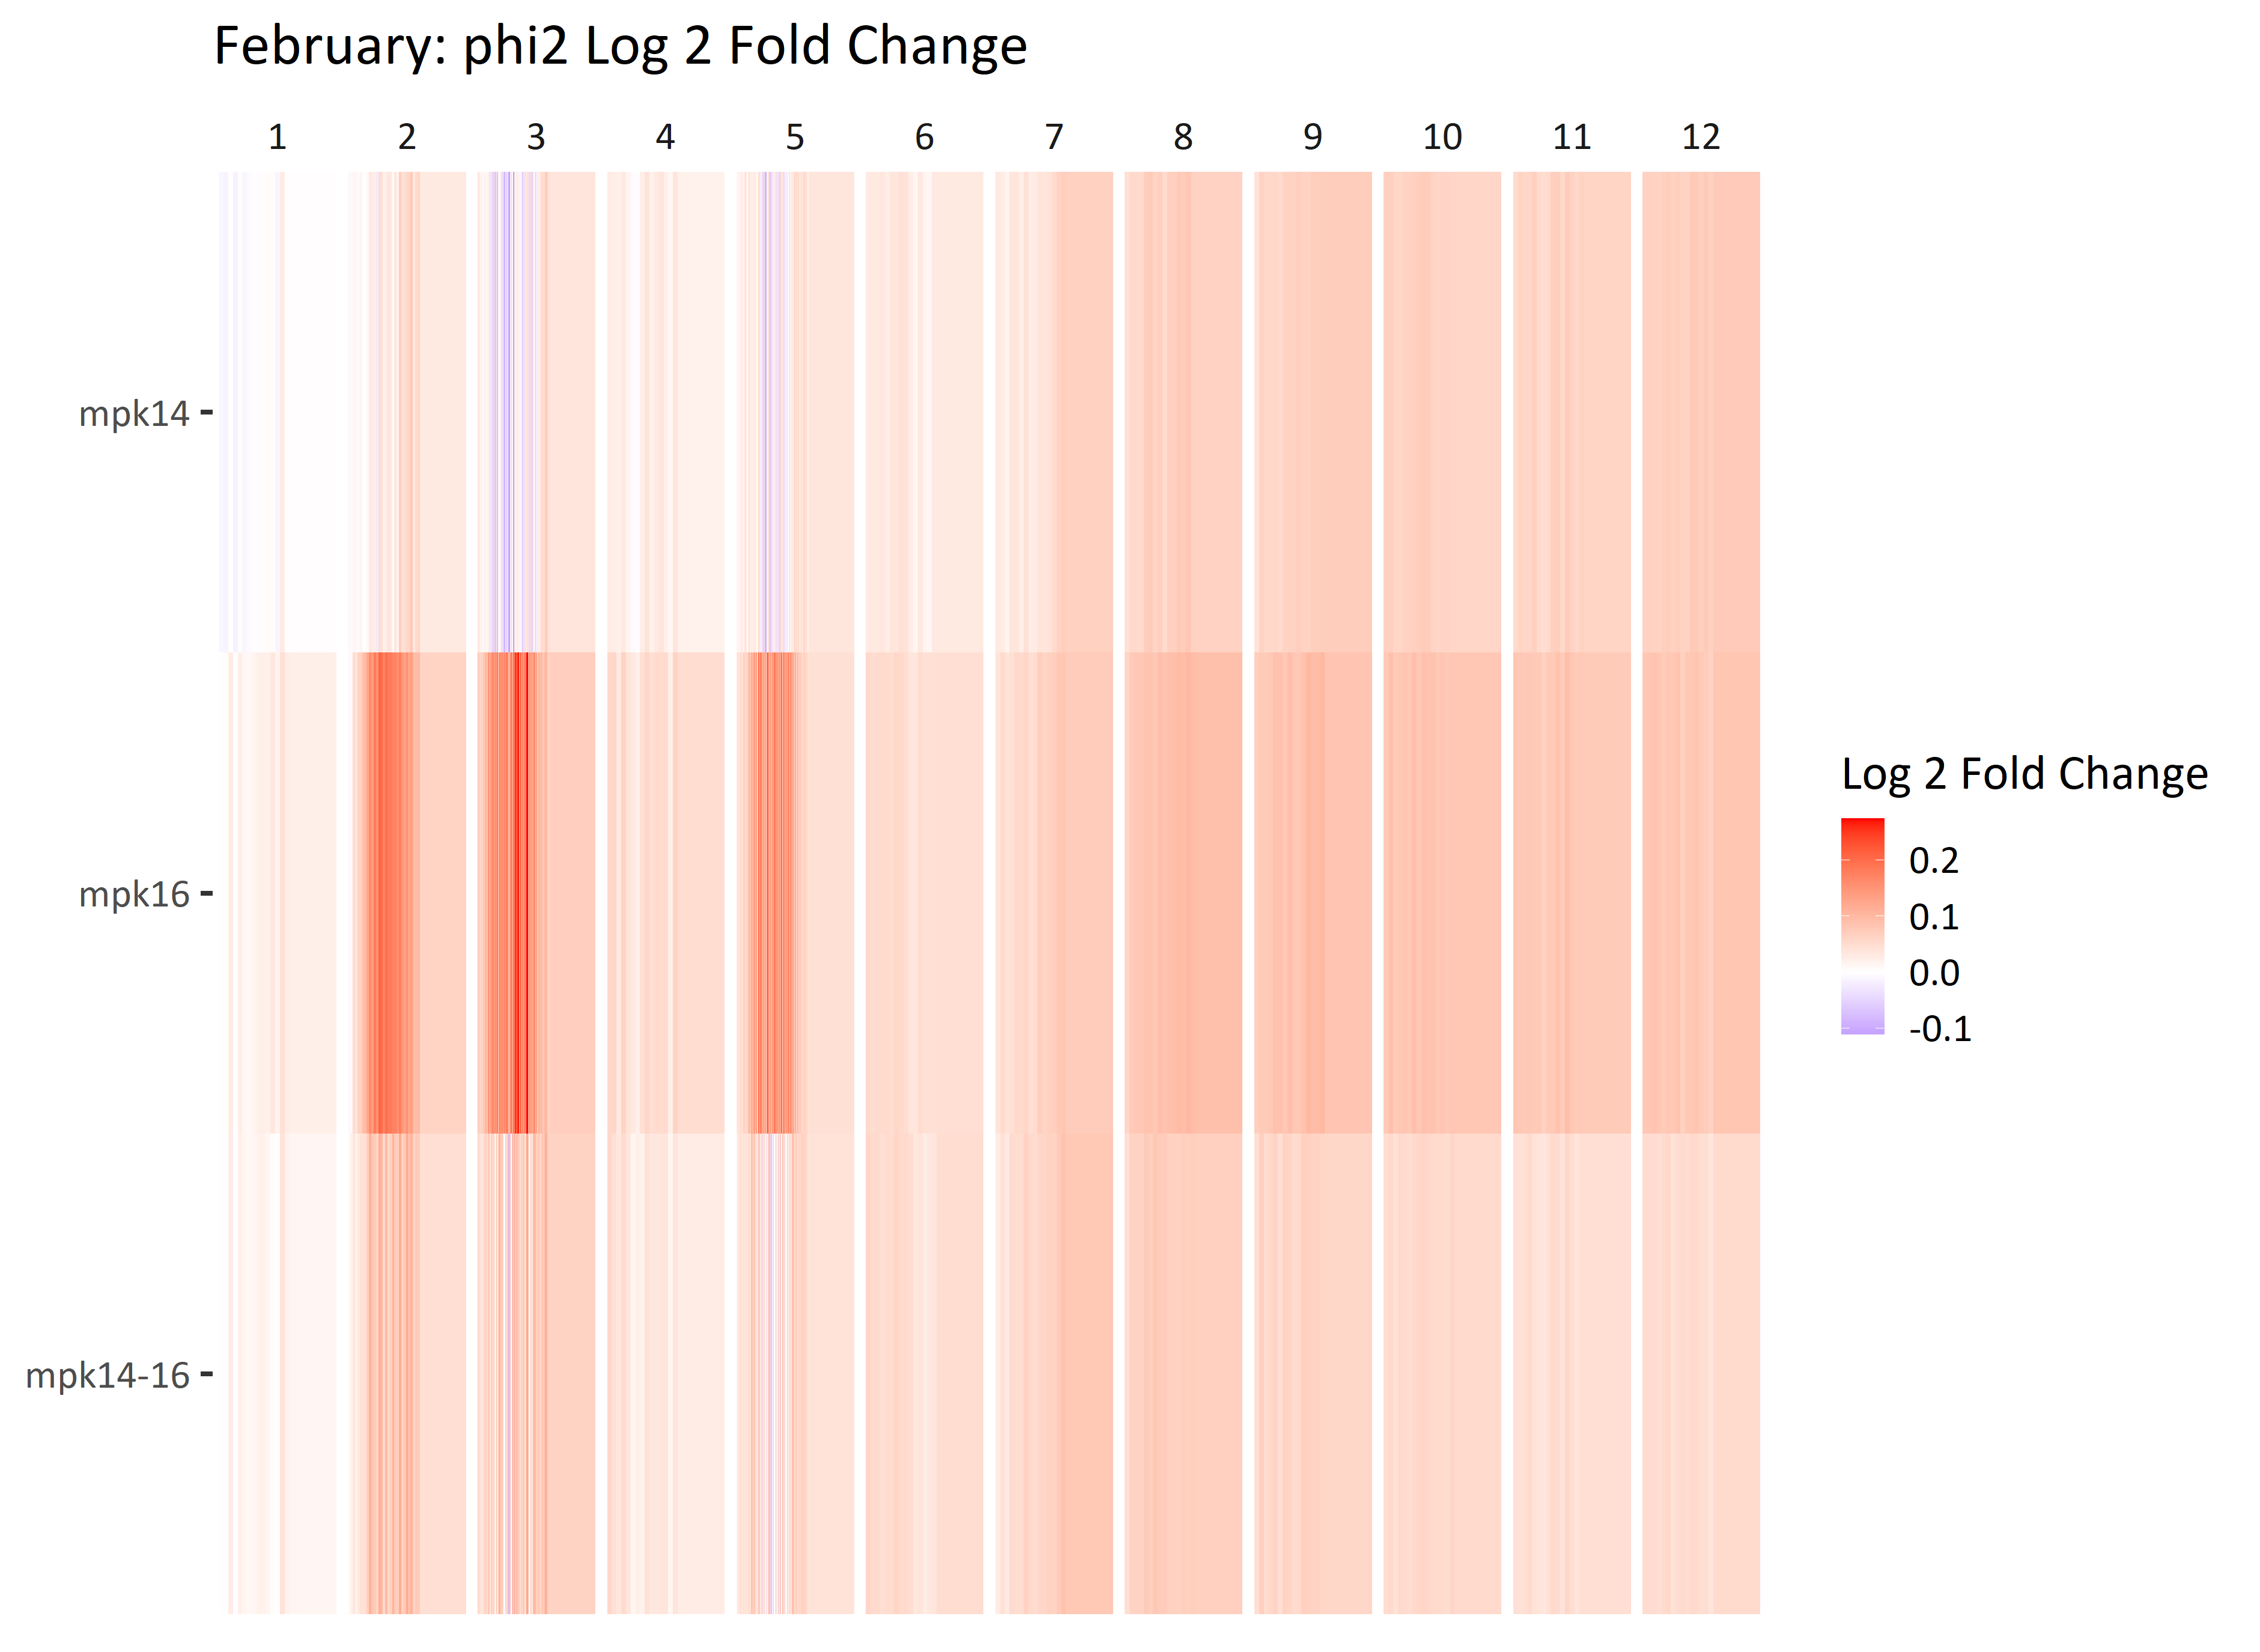 February: phi2 Log 2 Fold Change
1 2 3 4 5 6 7 8 9 10 11 12
mpk14
mpk16
mpk14-16
Log 2 Fold Change
0.2
0.1
0.0
-0.1